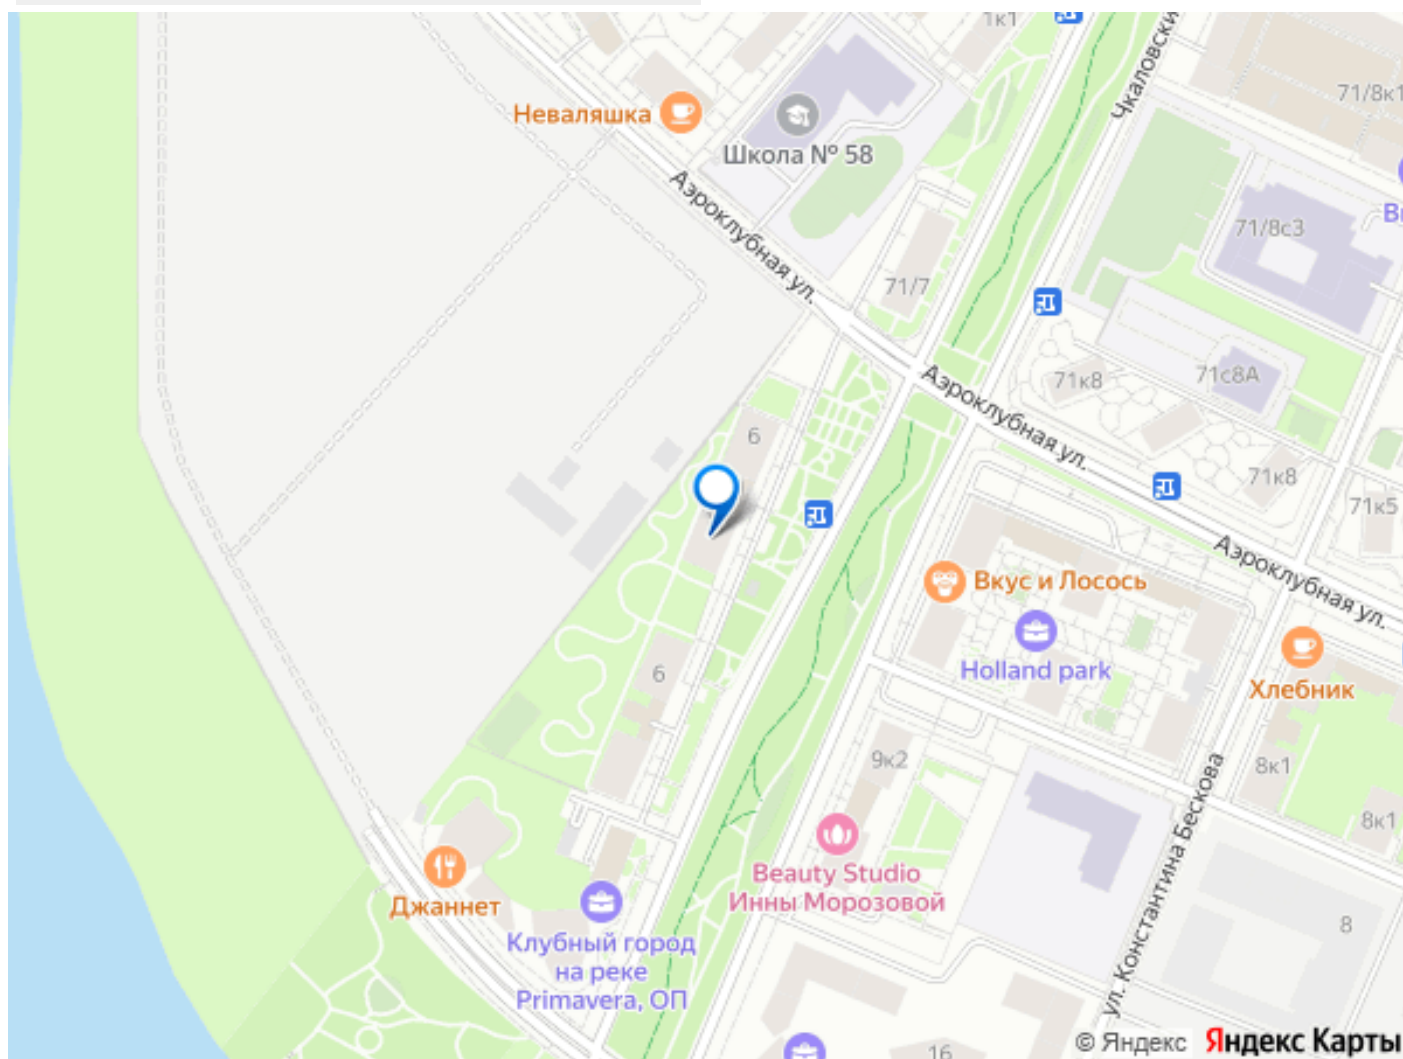 1к1
Чкаловски
71/8к1
Неваляшка
Школа № 58
Аэроклубная ул.
71/8с3
71/7
71к8
71с8А
Аэроклубная ул.
6
71к8
71к5
Аэроклубная ул.
Вкус и Лосось
Holland park
6
Хлебник
9к2
8к1
8к1
ул. Константина Бескова
Beauty Studio
Инны Морозовой
Джаннет
Клубный город
на реке
Primavera, ОП
8
16
© Яндекс Яндекс Карты